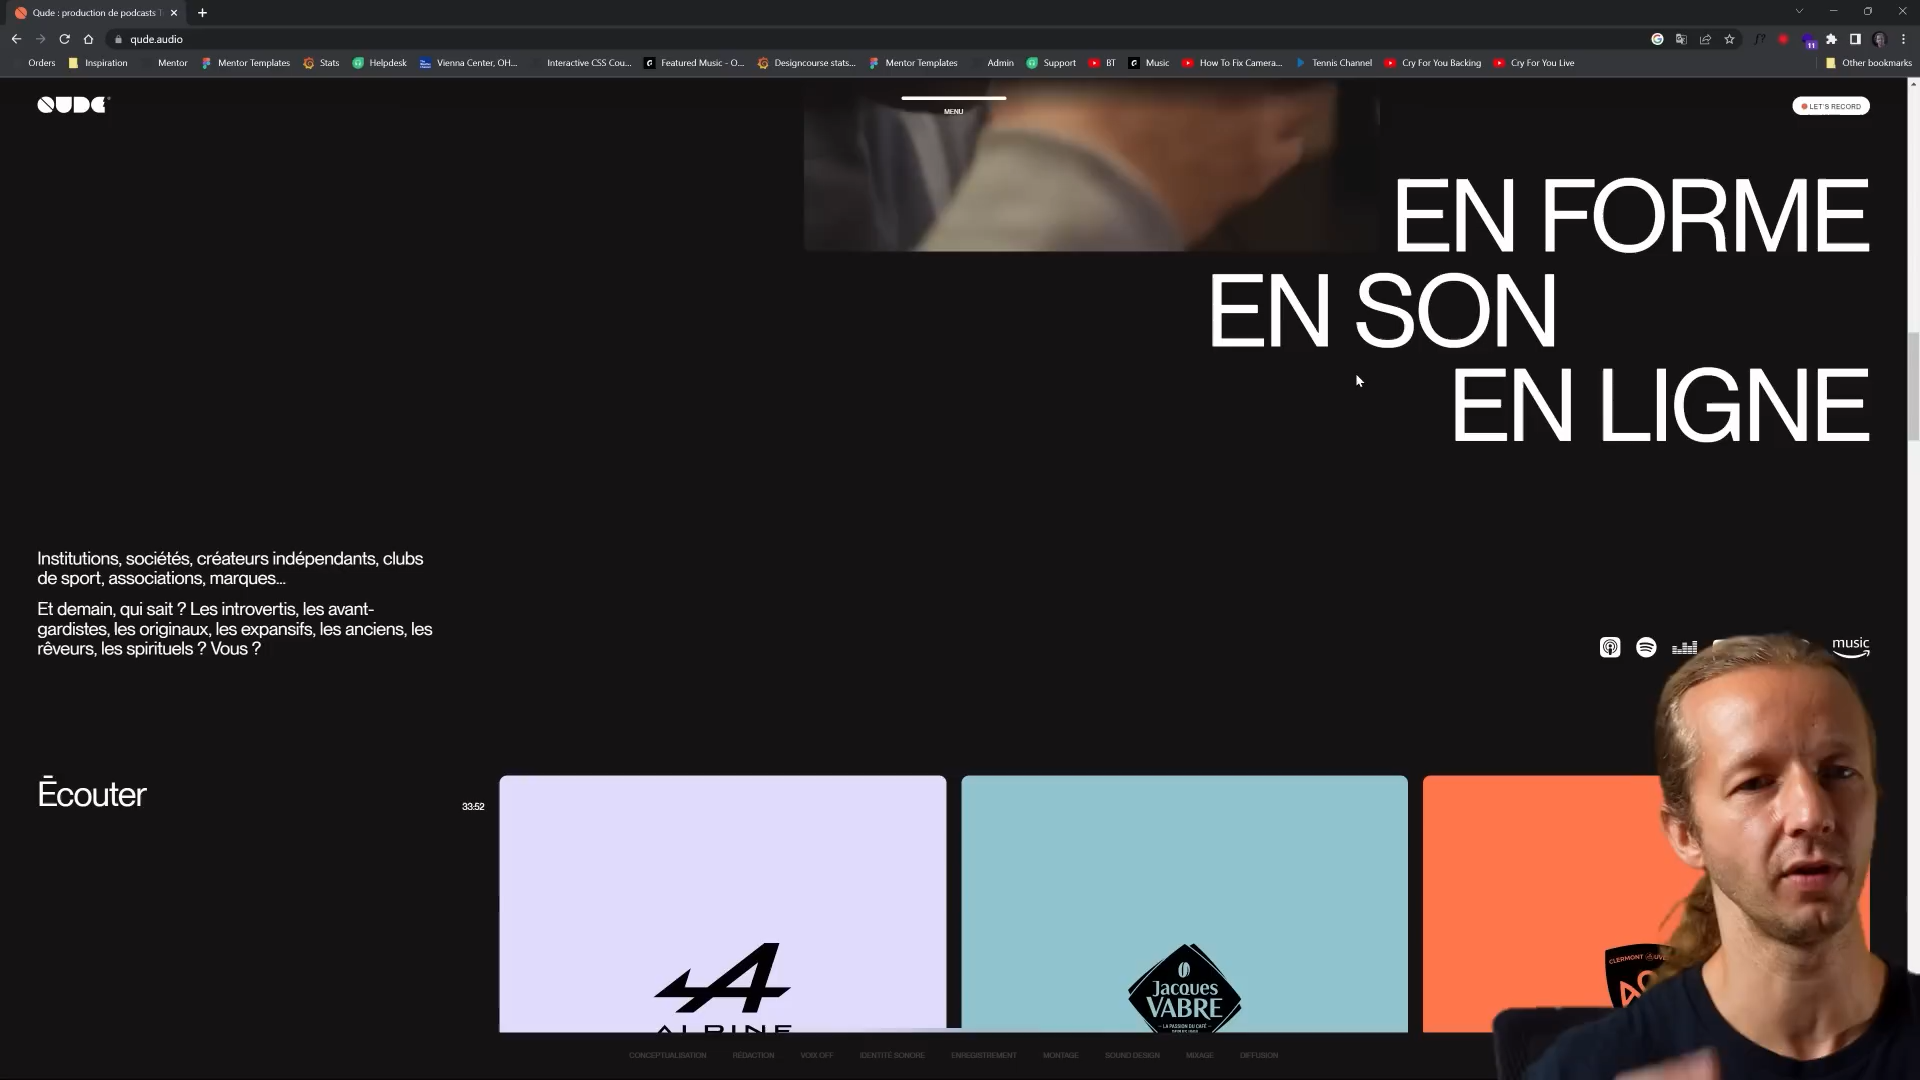 Qude : production de podcasts
qude.audio
11
Orders
Inspiration
Mentor
Mentor Templates
Stats
Helpdesk
Vienna Center, OH...
Interactive CSS Cou...
Featured Music - O...
Designcourse stats...
Mentor Templates
Admin
Support
BT
Music
How To Fix Camera...
Tennis Channel
Cry For You Backing
Cry For You Live
Other bookmarks
QUDE
MENU
LET'S RECORD
EN FORME
EN SON
EN LIGNE
Institutions, sociétés, créateurs indépendants, clubs
de sport, associations, marques...
Et demain, qui sait ? Les introvertis, les avant-
gardistes, les originaux, les expansifs, les anciens, les
rêveurs, les spirituels ? Vous ?
music
Écouter
33:52
ALPINE
Jacques
VABRE
LA PASSION DU CAFÉ
CLERMONT
CONCEPTUALISATION
RÉDACTION
VOIX OFF
IDENTITÉ SONORE
ENREGISTREMENT
MONTAGE
SOUND DESIGN
MIXAGE
DIFFUSION